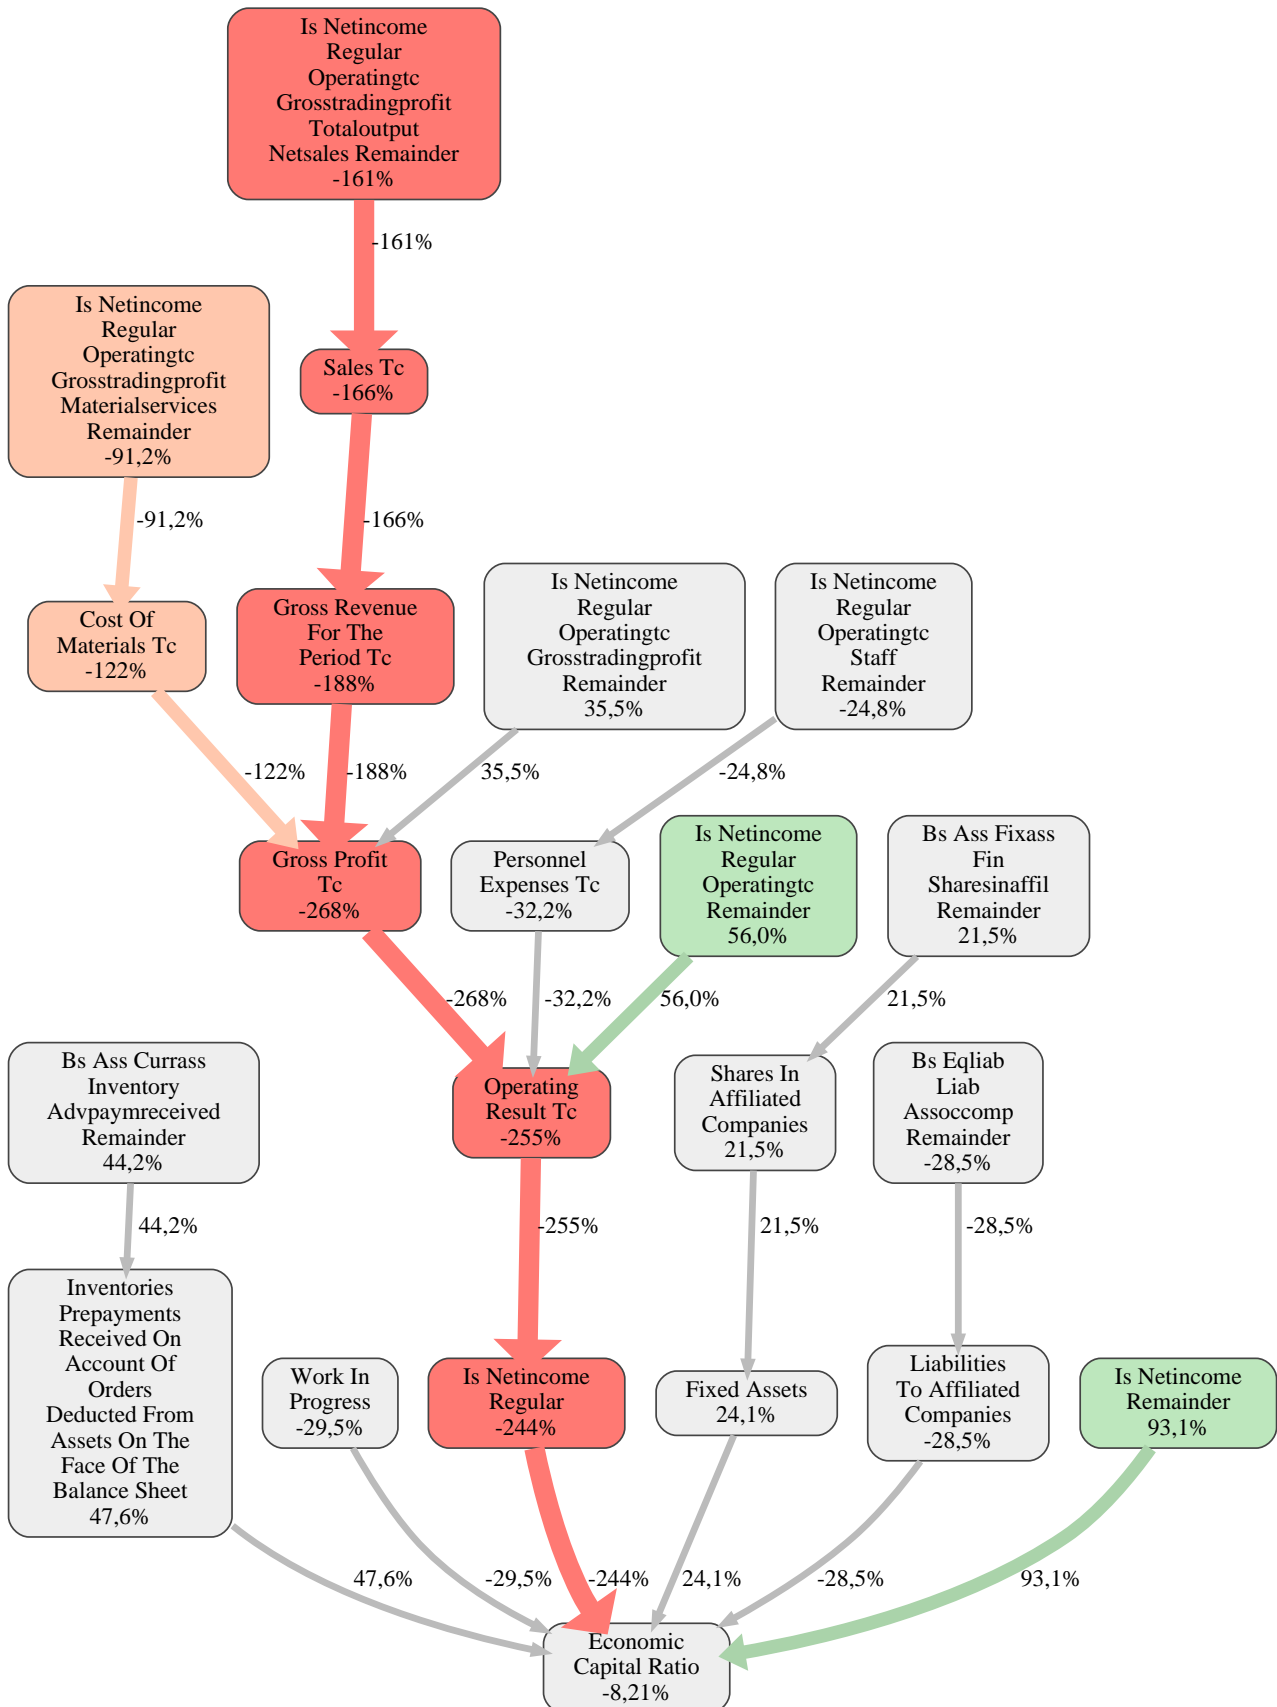 Is Netincome
Regular
Operatingtc
Grosstradingprofit
Totaloutput
Netsales Remainder
-161%
-161%
Is Netincome
Regular
Operatingtc
Grosstradingprofit
Materialservices
Remainder
-91,2%
Sales Tc
-166%
-91,2%
-166%
Cost Of
Materials Tc
-122%
Gross Revenue
For The
Period Tc
-188%
Is Netincome
Regular
Operatingtc
Grosstradingprofit
Remainder
35,5%
Is Netincome
Regular
Operatingtc
Staff
Remainder
-24,8%
-122%
-188%
35,5%
-24,8%
Gross Profit
Tc
-268%
Personnel
Expenses Tc
-32,2%
Is Netincome
Regular
Operatingtc
Remainder
56,0%
Bs Ass Fixass
Fin
Sharesinaffil
Remainder
21,5%
-268%
-32,2%
56,0%
21,5%
Bs Ass Currass
Inventory
Advpaymreceived
Remainder
44,2%
Operating
Result Tc
-255%
Shares In
Affiliated
Companies
21,5%
Bs Eqliab
Liab
Assoccomp
Remainder
-28,5%
44,2%
-255%
21,5%
-28,5%
Inventories
Prepayments
Received On
Account Of
Orders
Deducted From
Assets On The
Face Of The
Balance Sheet
47,6%
Work In
Progress
-29,5%
Is Netincome
Regular
-244%
Fixed Assets
24,1%
Liabilities
To Affiliated
Companies
-28,5%
Is Netincome
Remainder
93,1%
47,6%
-29,5%
-244%
24,1%
-28,5%
93,1%
Economic
Capital Ratio
-8,21%